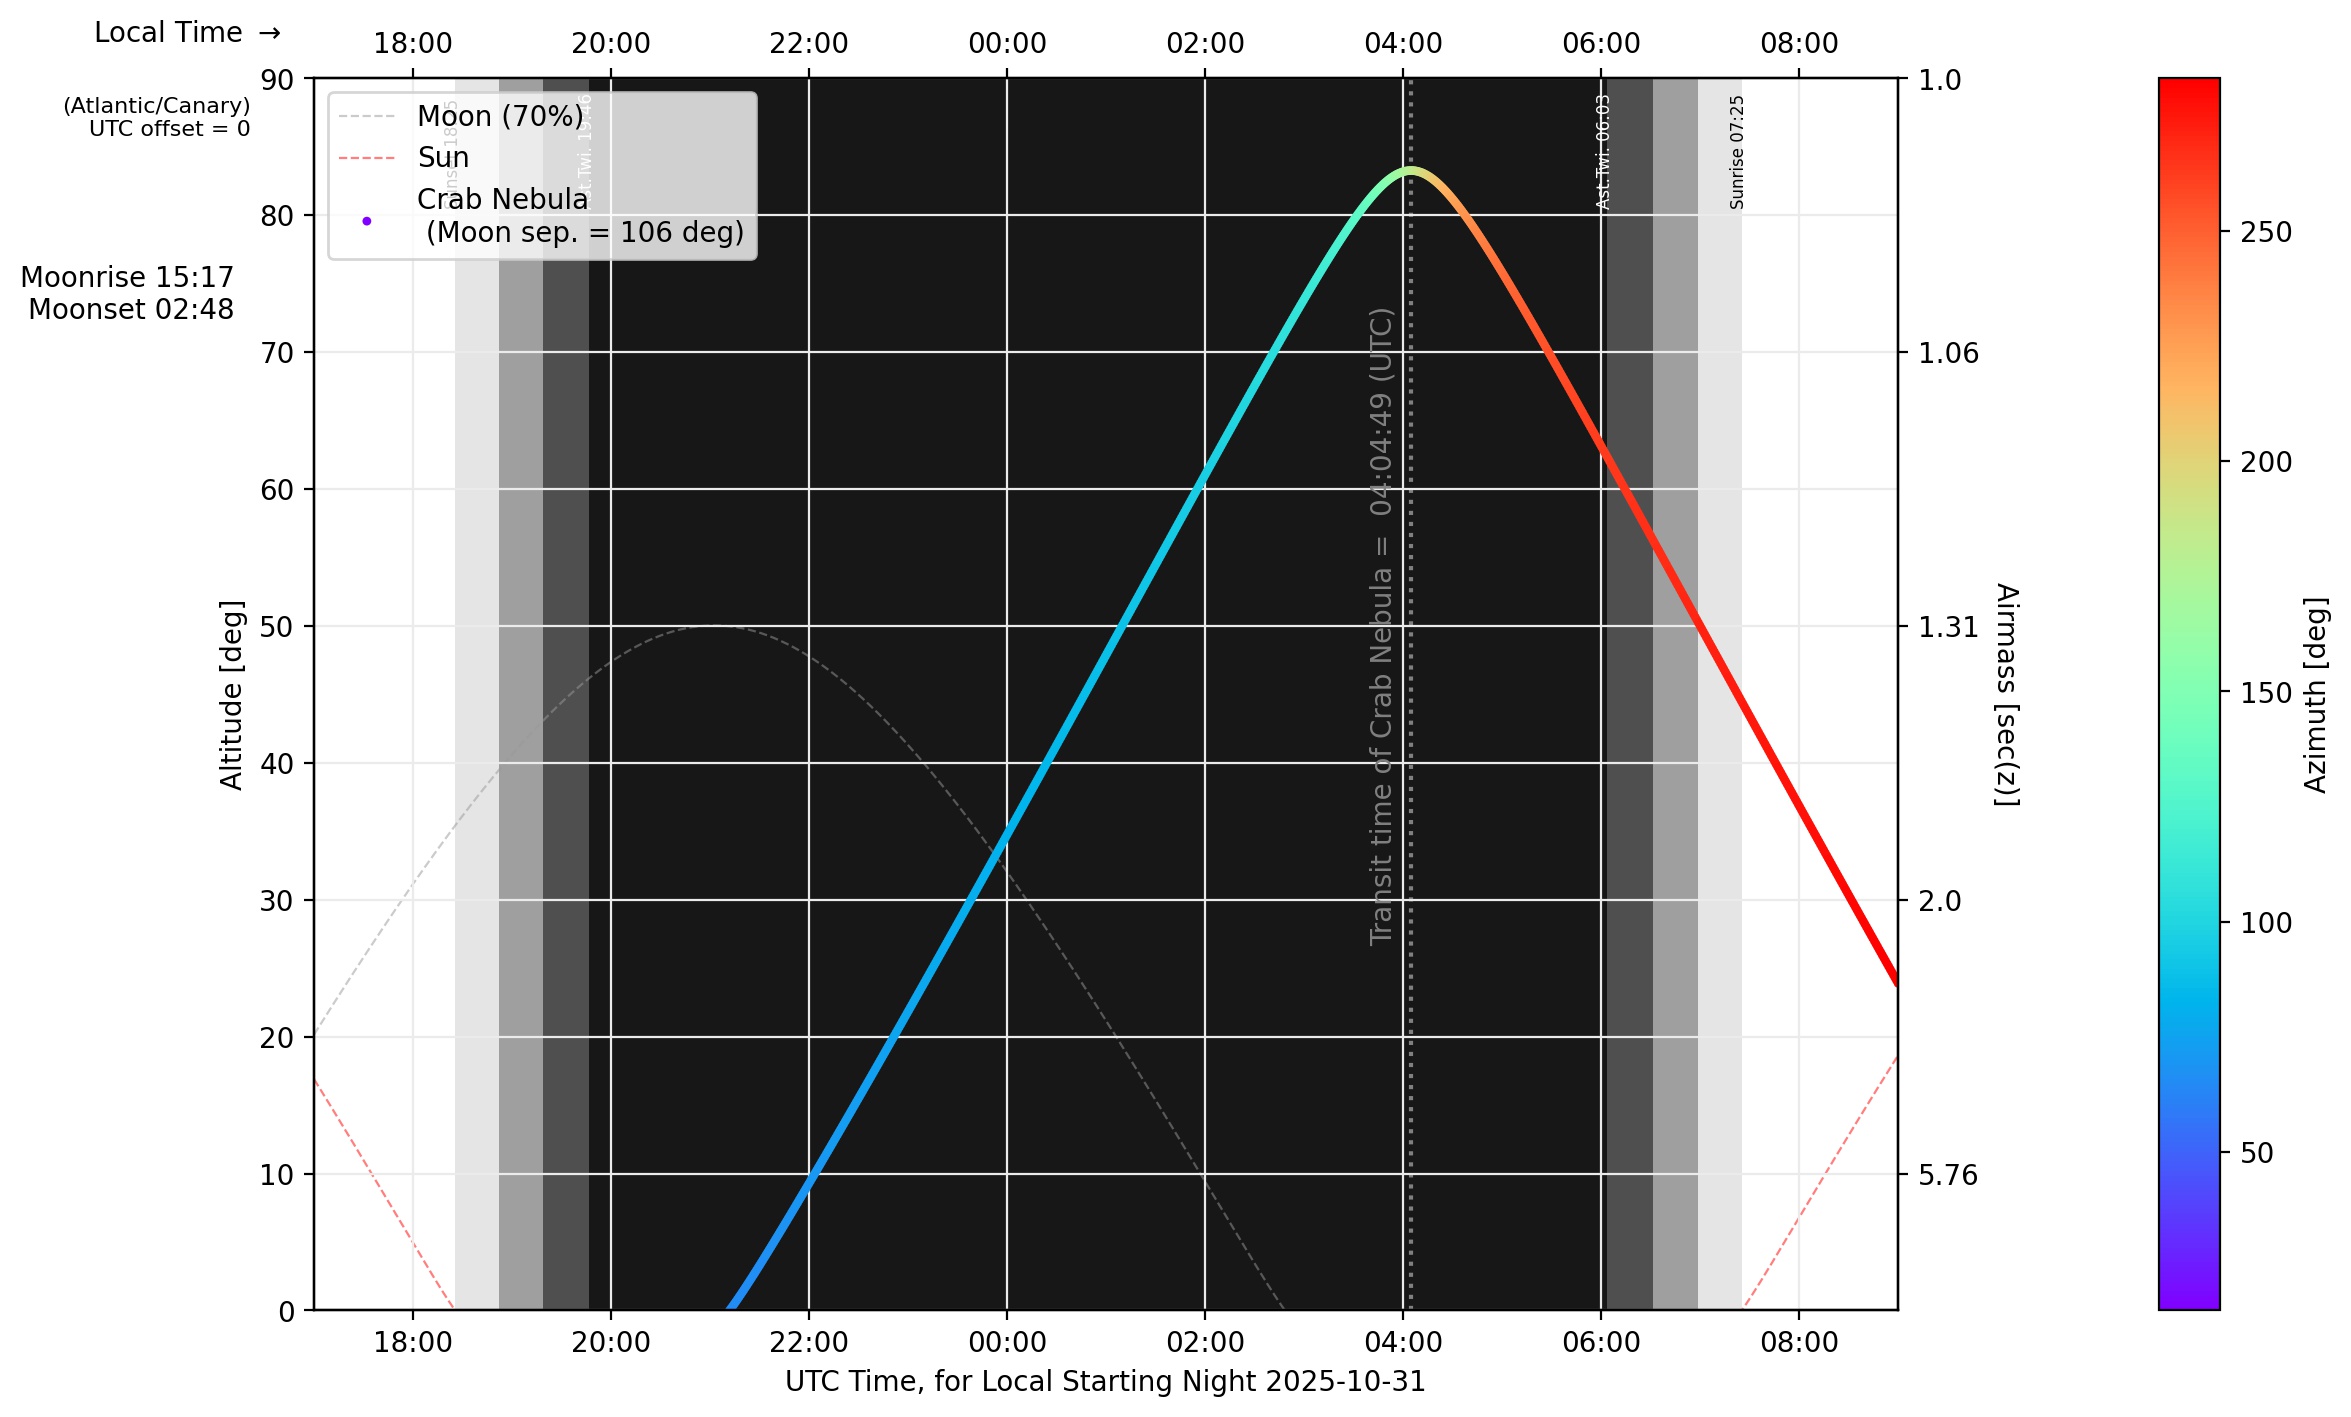 Local Time →
18:00 20:00 22:00 00:00 02:00 04:00 06:00 08:00
(Atlantic/Canary)
UTC offset = 0
Moonrise 15:17
Moonset 02:48
Moon (70%)
Sun
Crab Nebula
(Moon sep. = 106 deg)
Ast.Twi. 19:46
Ast.Twi. 06:03
Sunrise 07:25
Transit time of Crab Nebula = 04:04:49 (UTC)
Altitude [deg]
90
80
70
60
50
40
30
20
10
0
1.0
1.06
1.31
2.0
5.76
Airmass [sec(z)]
250
200
150
100
50
Azimuth [deg]
18:00 20:00 22:00 00:00 02:00 04:00 06:00 08:00
UTC Time, for Local Starting Night 2025-10-31